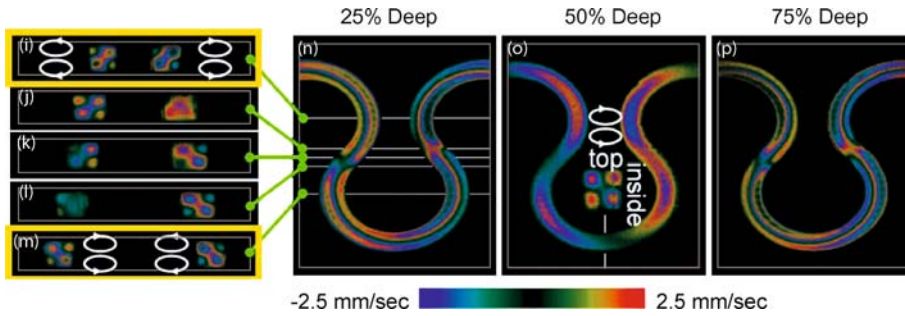 25% Deep
50% Deep
75% Deep
(i)
(j)
(k)
(l)
(m)
(n)
(o)
(p)
top
inside
-2.5 mm/sec
2.5 mm/sec